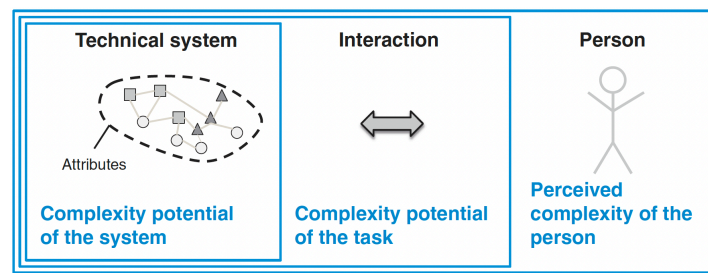 Technical system
Interaction
Person
Attributes
Complexity potential
of the system
Complexity potential
of the task
Perceived
complexity of the
person